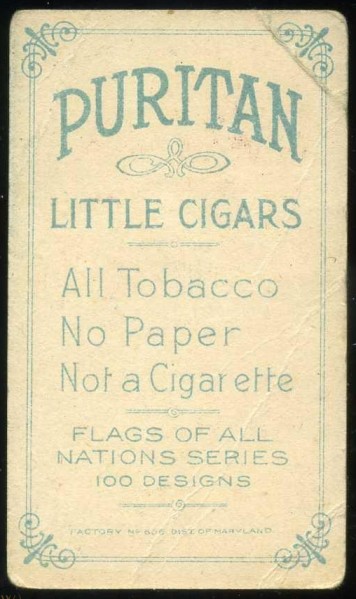 PURITAN
LITTLE CIGARS
All Tobacco
No Paper
Not a Cigarette
FLAGS OF ALL
NATIONS SERIES
100 DESIGNS
FACTORY Nº 606 DIST. OF MARYLAND.